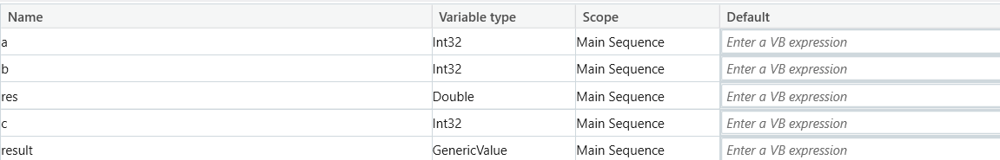 Name Variable type Scope Default
a Int32 Main Sequence Enter a VB expression
b Int32 Main Sequence Enter a VB expression
res Double Main Sequence Enter a VB expression
c Int32 Main Sequence Enter a VB expression
result GenericValue Main Sequence Enter a VB expression